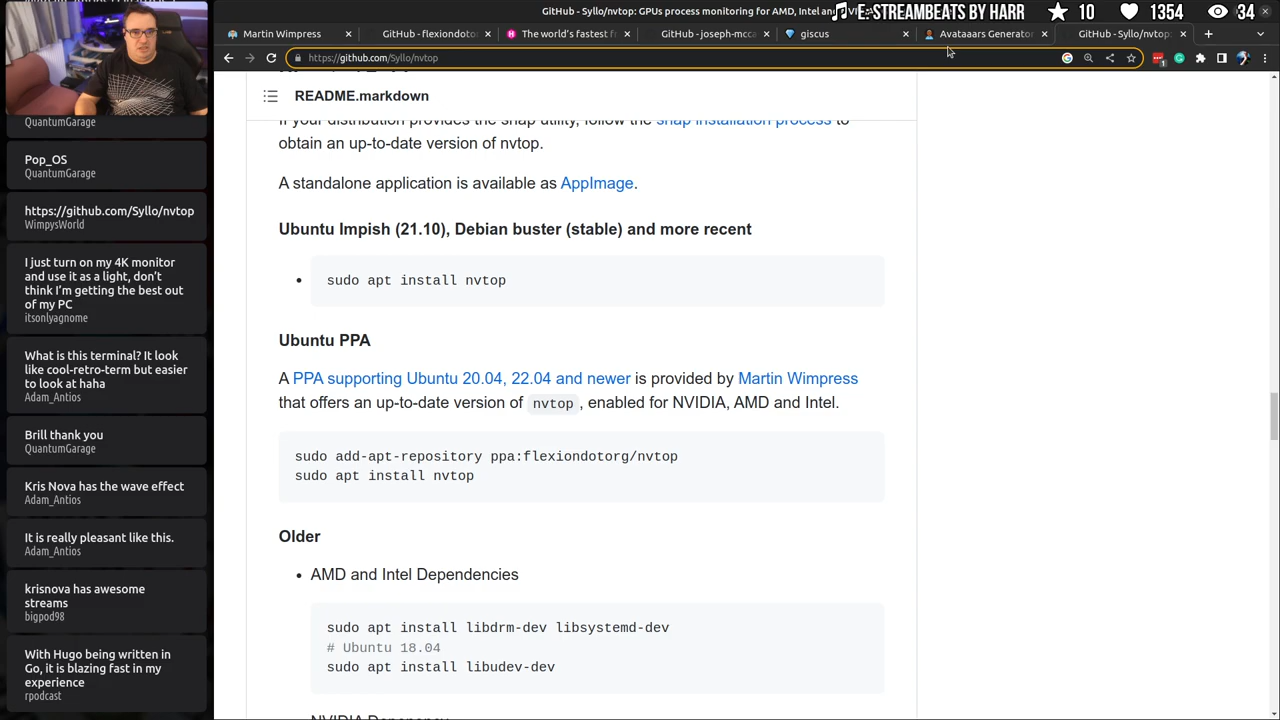 GitHub - Syllo/nvtop: GPUs process monitoring for AMD, Intel and
E. STREAMBEATS BY HARR
10
1354
34
Martin Wimpress
GitHub - flexiondotor
The world's fastest fr
GitHub - joseph-mcca
giscus
Avataaars Generator
GitHub - Syllo/nvtop:
https://github.com/Syllo/nvtop
QuantumGarage
Pop_OS
QuantumGarage
https://github.com/Syllo/nvtop
WimpysWorld
I just turn on my 4K monitor
and use it as a light, don't
think I'm getting the best out
of my PC
itsonlyagnome
What is this terminal? It look
like cool-retro-term but easier
to look at haha
Adam_Antios
Brill thank you
QuantumGarage
Kris Nova has the wave effect
Adam_Antios
It is really pleasant like this.
Adam_Antios
krisnova has awesome
streams
bigpod98
With Hugo being written in
Go, it is blazing fast in my
experience
rpodcast
README.markdown
If your distribution provides the snap utility, follow the snap installation process to
obtain an up-to-date version of nvtop.
A standalone application is available as AppImage.
Ubuntu Impish (21.10), Debian buster (stable) and more recent
sudo apt install nvtop
Ubuntu PPA
A PPA supporting Ubuntu 20.04, 22.04 and newer is provided by Martin Wimpress
that offers an up-to-date version of nvtop, enabled for NVIDIA, AMD and Intel.
sudo add-apt-repository ppa:flexiondotorg/nvtop
sudo apt install nvtop
Older
AMD and Intel Dependencies
sudo apt install libdrm-dev libsystemd-dev
# Ubuntu 18.04
sudo apt install libudev-dev
NVIDIA Dependency